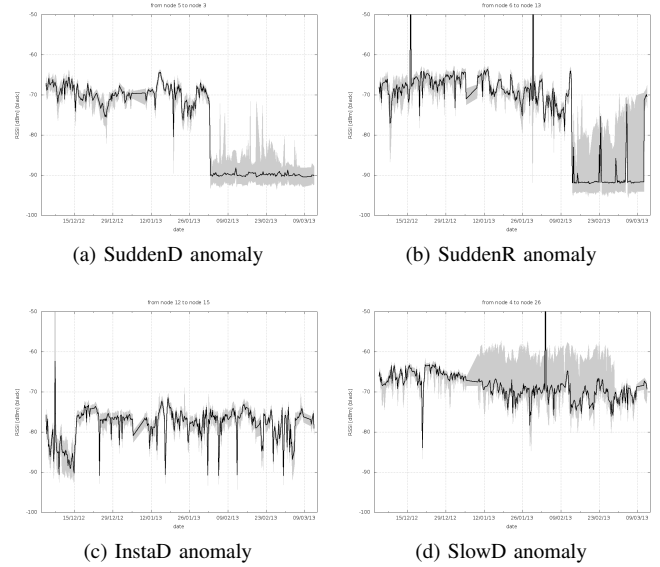 from node 5 to node 3
-50
-60
-70
-80
-90
-100
RSSI [dBm] (black)
15/12/12 29/12/12 12/01/13 26/01/13 09/02/13 23/02/13 09/03/13
date
(a) SuddenD anomaly
from node 6 to node 13
-50
-60
-70
-80
-90
-100
RSSI [dBm] (black)
15/12/12 29/12/12 12/01/13 26/01/13 09/02/13 23/02/13 09/03/13
date
(b) SuddenR anomaly
from node 12 to node 15
-50
-60
-70
-80
-90
-100
RSSI [dBm] (black)
15/12/12 29/12/12 12/01/13 26/01/13 09/02/13 23/02/13 09/03/13
date
(c) InstaD anomaly
from node 4 to node 26
-50
-60
-70
-80
-90
-100
RSSI [dBm] (black)
15/12/12 29/12/12 12/01/13 26/01/13 09/02/13 23/02/13 09/03/13
date
(d) SlowD anomaly